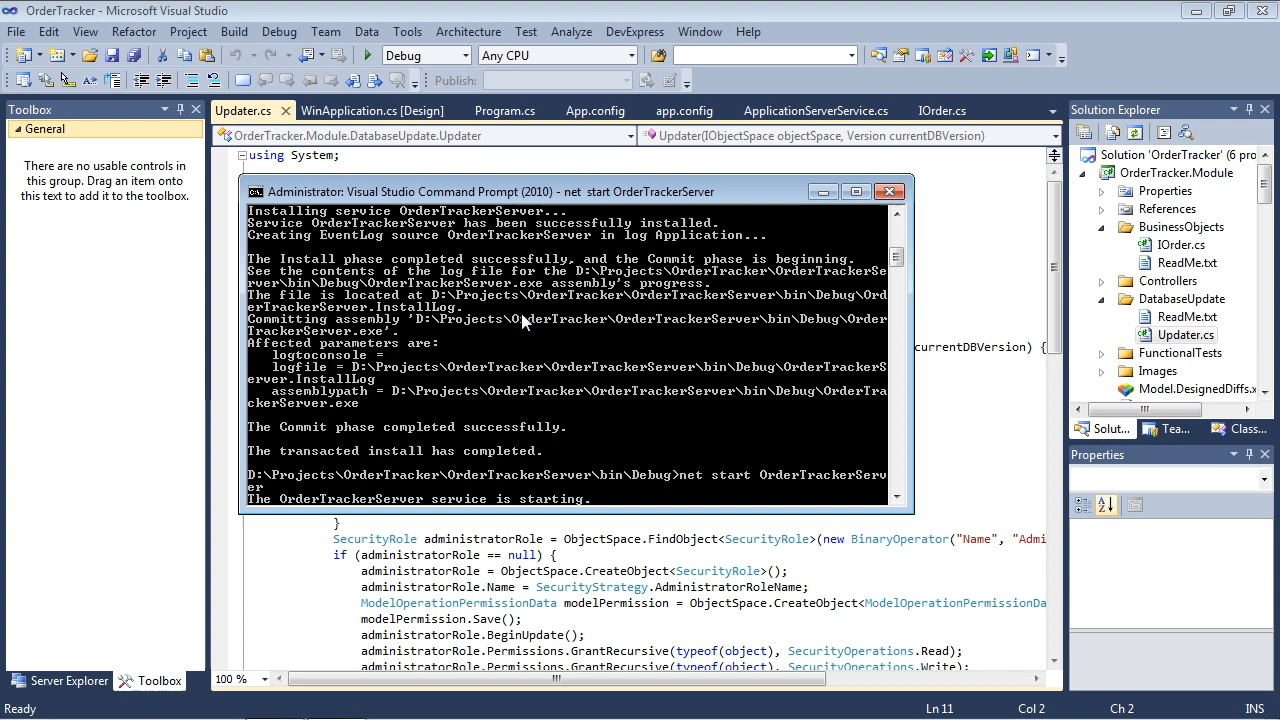 OrderTracker - Microsoft Visual Studio
File Edit View Refactor Project Build Debug Team Data Tools Architecture Test Analyze DevExpress Window Help
Debug Any CPU
Publish:
Toolbox
General
There are no usable controls in
this group. Drag an item onto this
text to add it to the toolbox.
Server Explorer Toolbox
Updater.cs WinApplication.cs [Design] Program.cs App.config app.config ApplicationServerService.cs IOrder.cs
OrderTracker.Module.DatabaseUpdate.Updater Updater(IObjectSpace objectSpace, Version currentDBVersion)
using System;
Administrator: Visual Studio Command Prompt (2010) - net start OrderTrackerServer
Installing service OrderTrackerServer...
Service OrderTrackerServer has been successfully installed.
Creating EventLog source OrderTrackerServer in log Application...
The Install phase completed successfully, and the Commit phase is beginning.
See the contents of the log file for the D:\Projects\OrderTracker\OrderTrackerSe
rver\bin\Debug\OrderTrackerServer.exe assembly's progress.
The file is located at D:\Projects\OrderTracker\OrderTrackerServer\bin\Debug\Ord
erTrackerServer.InstallLog.
Committing assembly 'D:\Projects\OrderTracker\OrderTrackerServer\bin\Debug\Order
TrackerServer.exe'.
Affected parameters are:
logtoconsole =
logfile = D:\Projects\OrderTracker\OrderTrackerServer\bin\Debug\OrderTrackerS
erver.InstallLog
assemblypath = D:\Projects\OrderTracker\OrderTrackerServer\bin\Debug\OrderTra
ckerServer.exe
The Commit phase completed successfully.
The transacted install has completed.
D:\Projects\OrderTracker\OrderTrackerServer\bin\Debug>net start OrderTrackerServ
er
The OrderTrackerServer service is starting.
currentDBVersion) {
}
SecurityRole administratorRole = ObjectSpace.FindObject<SecurityRole>(new BinaryOperator("Name", "Admi
if (administratorRole == null) {
administratorRole = ObjectSpace.CreateObject<SecurityRole>();
administratorRole.Name = SecurityStrategy.AdministratorRoleName;
ModelOperationPermissionData modelPermission = ObjectSpace.CreateObject<ModelOperationPermissionDa
modelPermission.Save();
administratorRole.BeginUpdate();
administratorRole.Permissions.GrantRecursive(typeof(object), SecurityOperations.Read);
administratorRole.Permissions.GrantRecursive(typeof(object), SecurityOperations.Write);
100 %
Solution Explorer
Solution 'OrderTracker' (6 pro
OrderTracker.Module
Properties
References
BusinessObjects
IOrder.cs
ReadMe.txt
Controllers
DatabaseUpdate
ReadMe.txt
Updater.cs
FunctionalTests
Images
Model.DesignedDiffs.x
Solut... Tea... Class...
Properties
Ready Ln 11 Col 2 Ch 2 INS